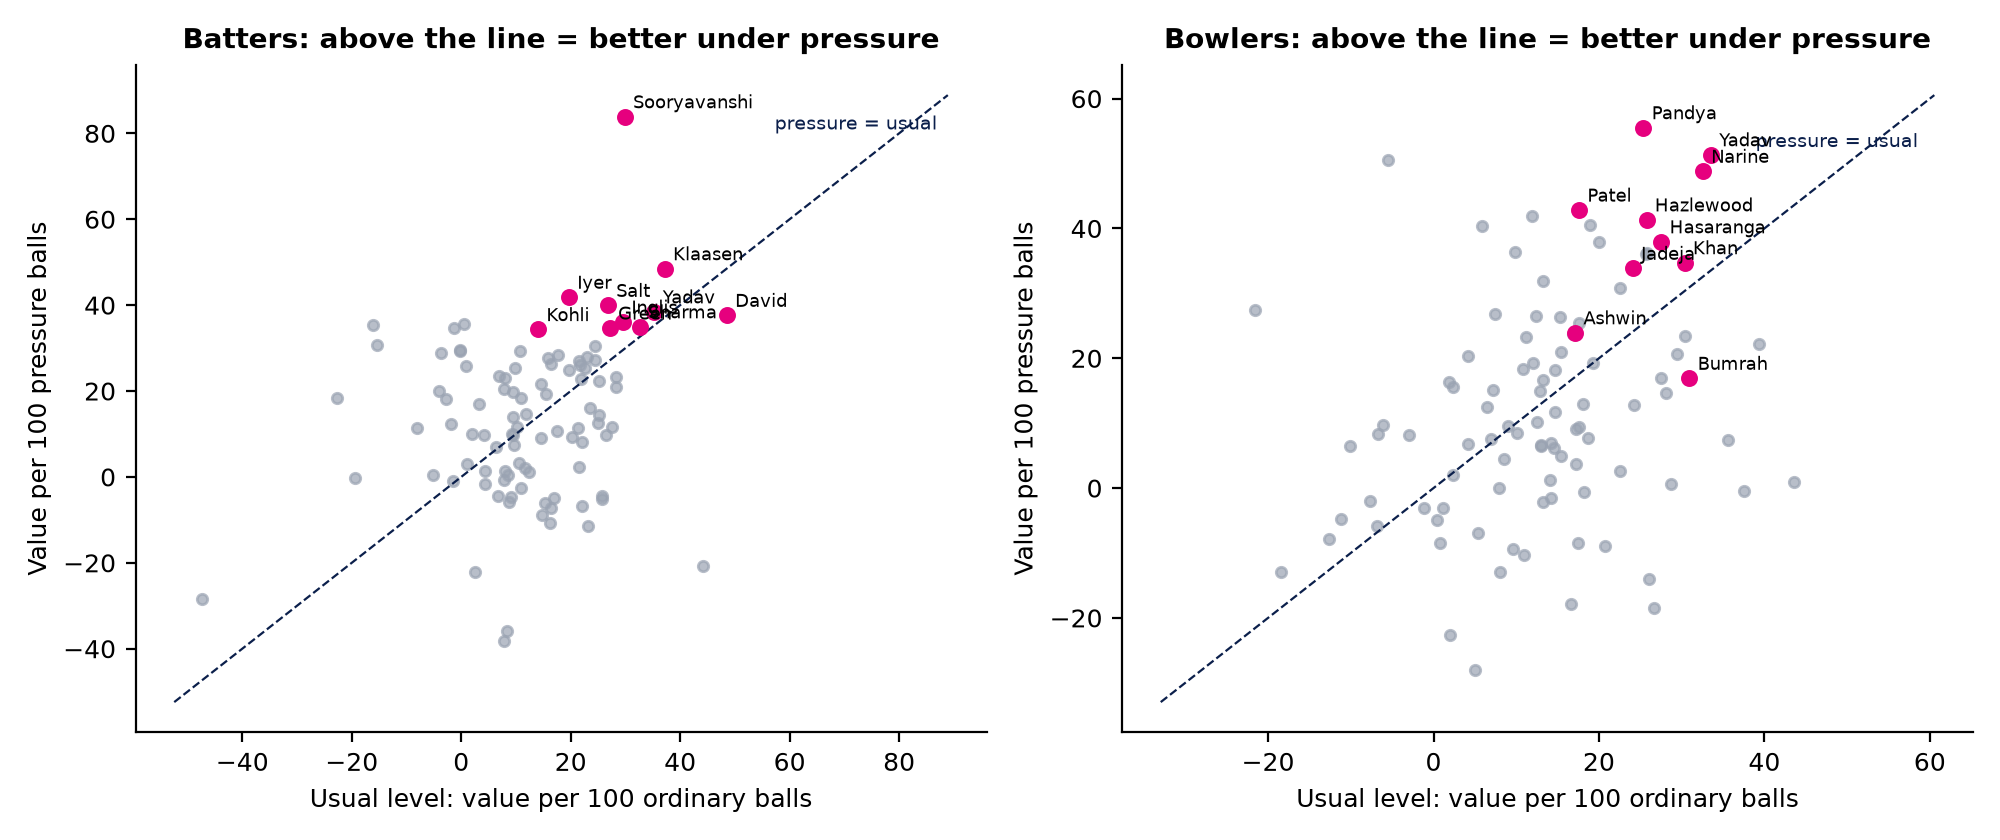 Batters: above the line = better under pressure
Value per 100 pressure balls
80
60
40
20
0
−20
−40
Sooryavanshi
pressure = usual
Klaasen
Iyer
Salt
Yadav
David
Inglis
Kohli
Green
Sharma
−40
−20
0
20
40
60
80
Usual level: value per 100 ordinary balls
Bowlers: above the line = better under pressure
Value per 100 pressure balls
60
40
20
0
−20
Pandya
Yadav
pressure = usual
Narine
Patel
Hazlewood
Hasaranga
Khan
Jadeja
Ashwin
Bumrah
−20
0
20
40
60
Usual level: value per 100 ordinary balls